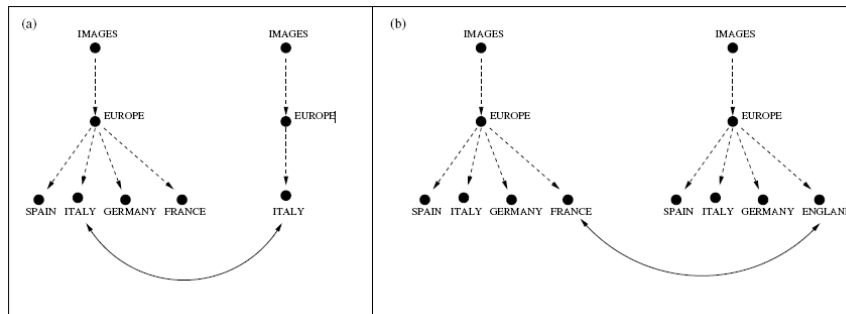 (a)
IMAGES IMAGES
EUROPE EUROPE
SPAIN ITALY GERMANY FRANCE ITALY
(b)
IMAGES IMAGES
EUROPE EUROPE
SPAIN ITALY GERMANY FRANCE SPAIN ITALY GERMANY ENGLAND